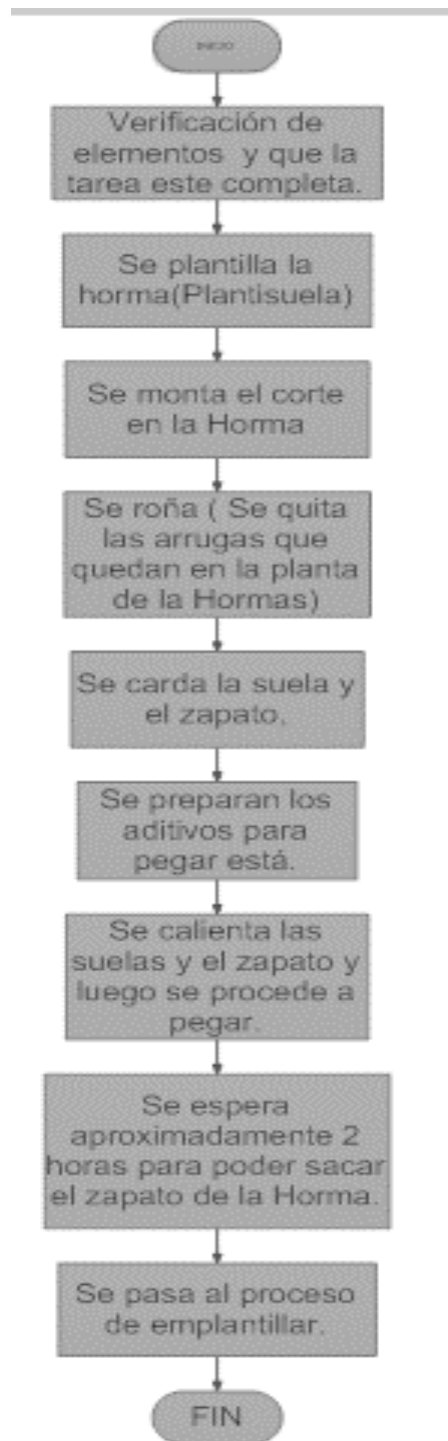 INICIO
Verificación de
elementos y que la
tarea este completa.
Se plantilla la
horma(Plantisuela)
Se monta el corte
en la Horma
Se roña ( Se quita
las arrugas que
quedan en la planta
de la Hormas)
Se carda la suela y
el zapato.
Se preparan los
aditivos para
pegar está.
Se calienta las
suelas y el zapato y
luego se procede a
pegar.
Se espera
aproximadamente 2
horas para poder sacar
el zapato de la Horma.
Se pasa al proceso
de emplantillar.
FIN